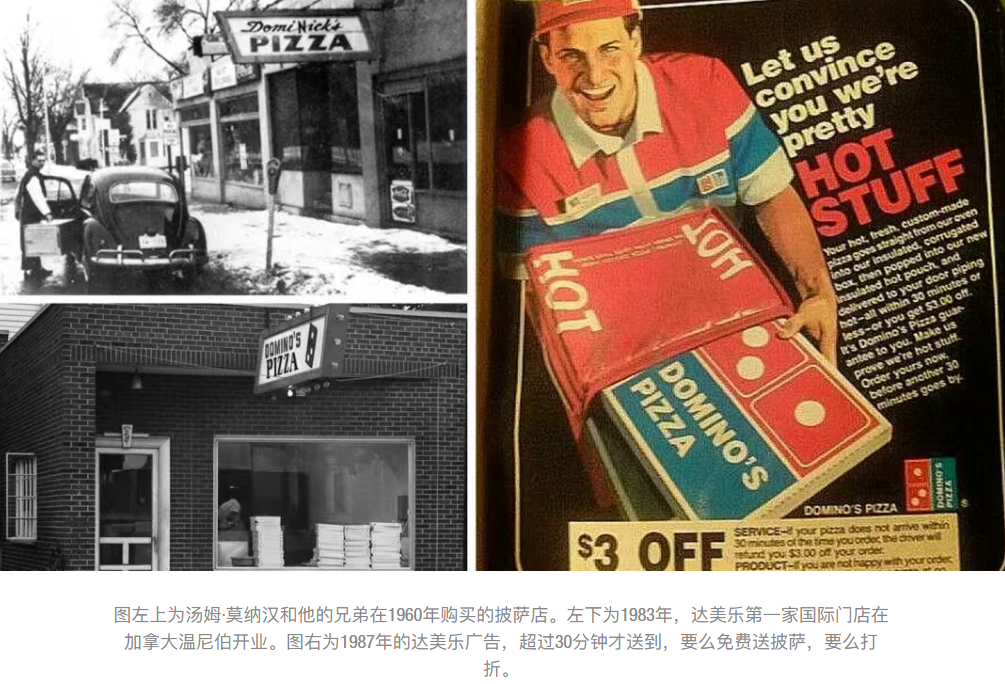 DomiNick's
PIZZA
DOMINO'S
PIZZA
Let us
convince
you we're
pretty
HOT
STUFF
Your hot, fresh, custom-made
pizza goes straight from our oven
into our insulated, corrugated
box, then popped into our new
insulated hot pouch, and
delivered to your door piping
hot—all within 30 minutes or
less—or you get $3.00 off.
It's Domino's Pizza guar-
antee to you. Make us
prove we're hot stuff.
Order yours now,
before another 30
minutes goes by.
HOT
HOT
DOMINO'S
PIZZA
DOMINO'S PIZZA
DOMINO'S
PIZZA
®
$3 OFF
SERVICE—If your pizza does not arrive within
30 minutes of the time you order, the driver will
refund you $3.00 off your order.
PRODUCT—If you are not happy with your order,
图左上为汤姆·莫纳汉和他的兄弟在1960年购买的披萨店。左下为1983年，达美乐第一家国际门店在
加拿大温尼伯开业。图右为1987年的达美乐广告，超过30分钟才送到，要么免费送披萨，要么打
折。